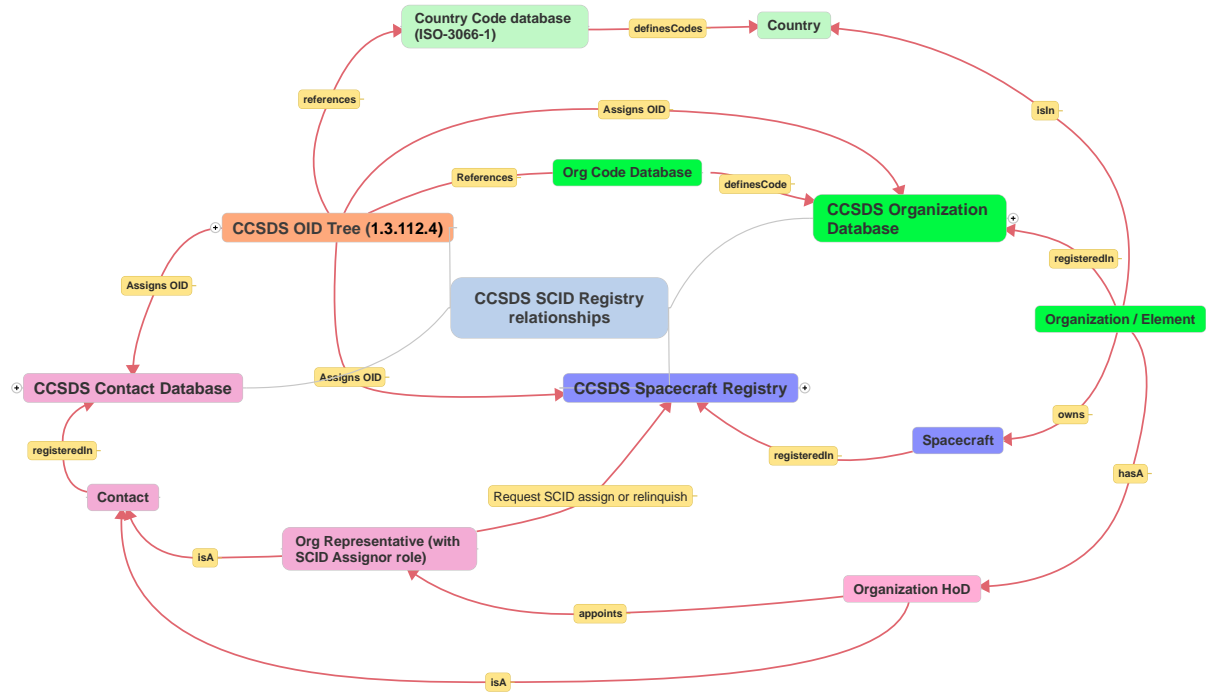 Country Code database
(ISO-3066-1)
definesCodes
Country
references
Assigns OID
isIn
References
Org Code Database
definesCode
CCSDS OID Tree (1.3.112.4)
CCSDS Organization
Database
registeredIn
Assigns OID
CCSDS SCID Registry
relationships
Organization / Element
CCSDS Contact Database
Assigns OID
CCSDS Spacecraft Registry
owns
registeredIn
registeredIn
Spacecraft
hasA
Contact
Request SCID assign or relinquish
Org Representative (with
SCID Assignor role)
isA
Organization HoD
appoints
isA